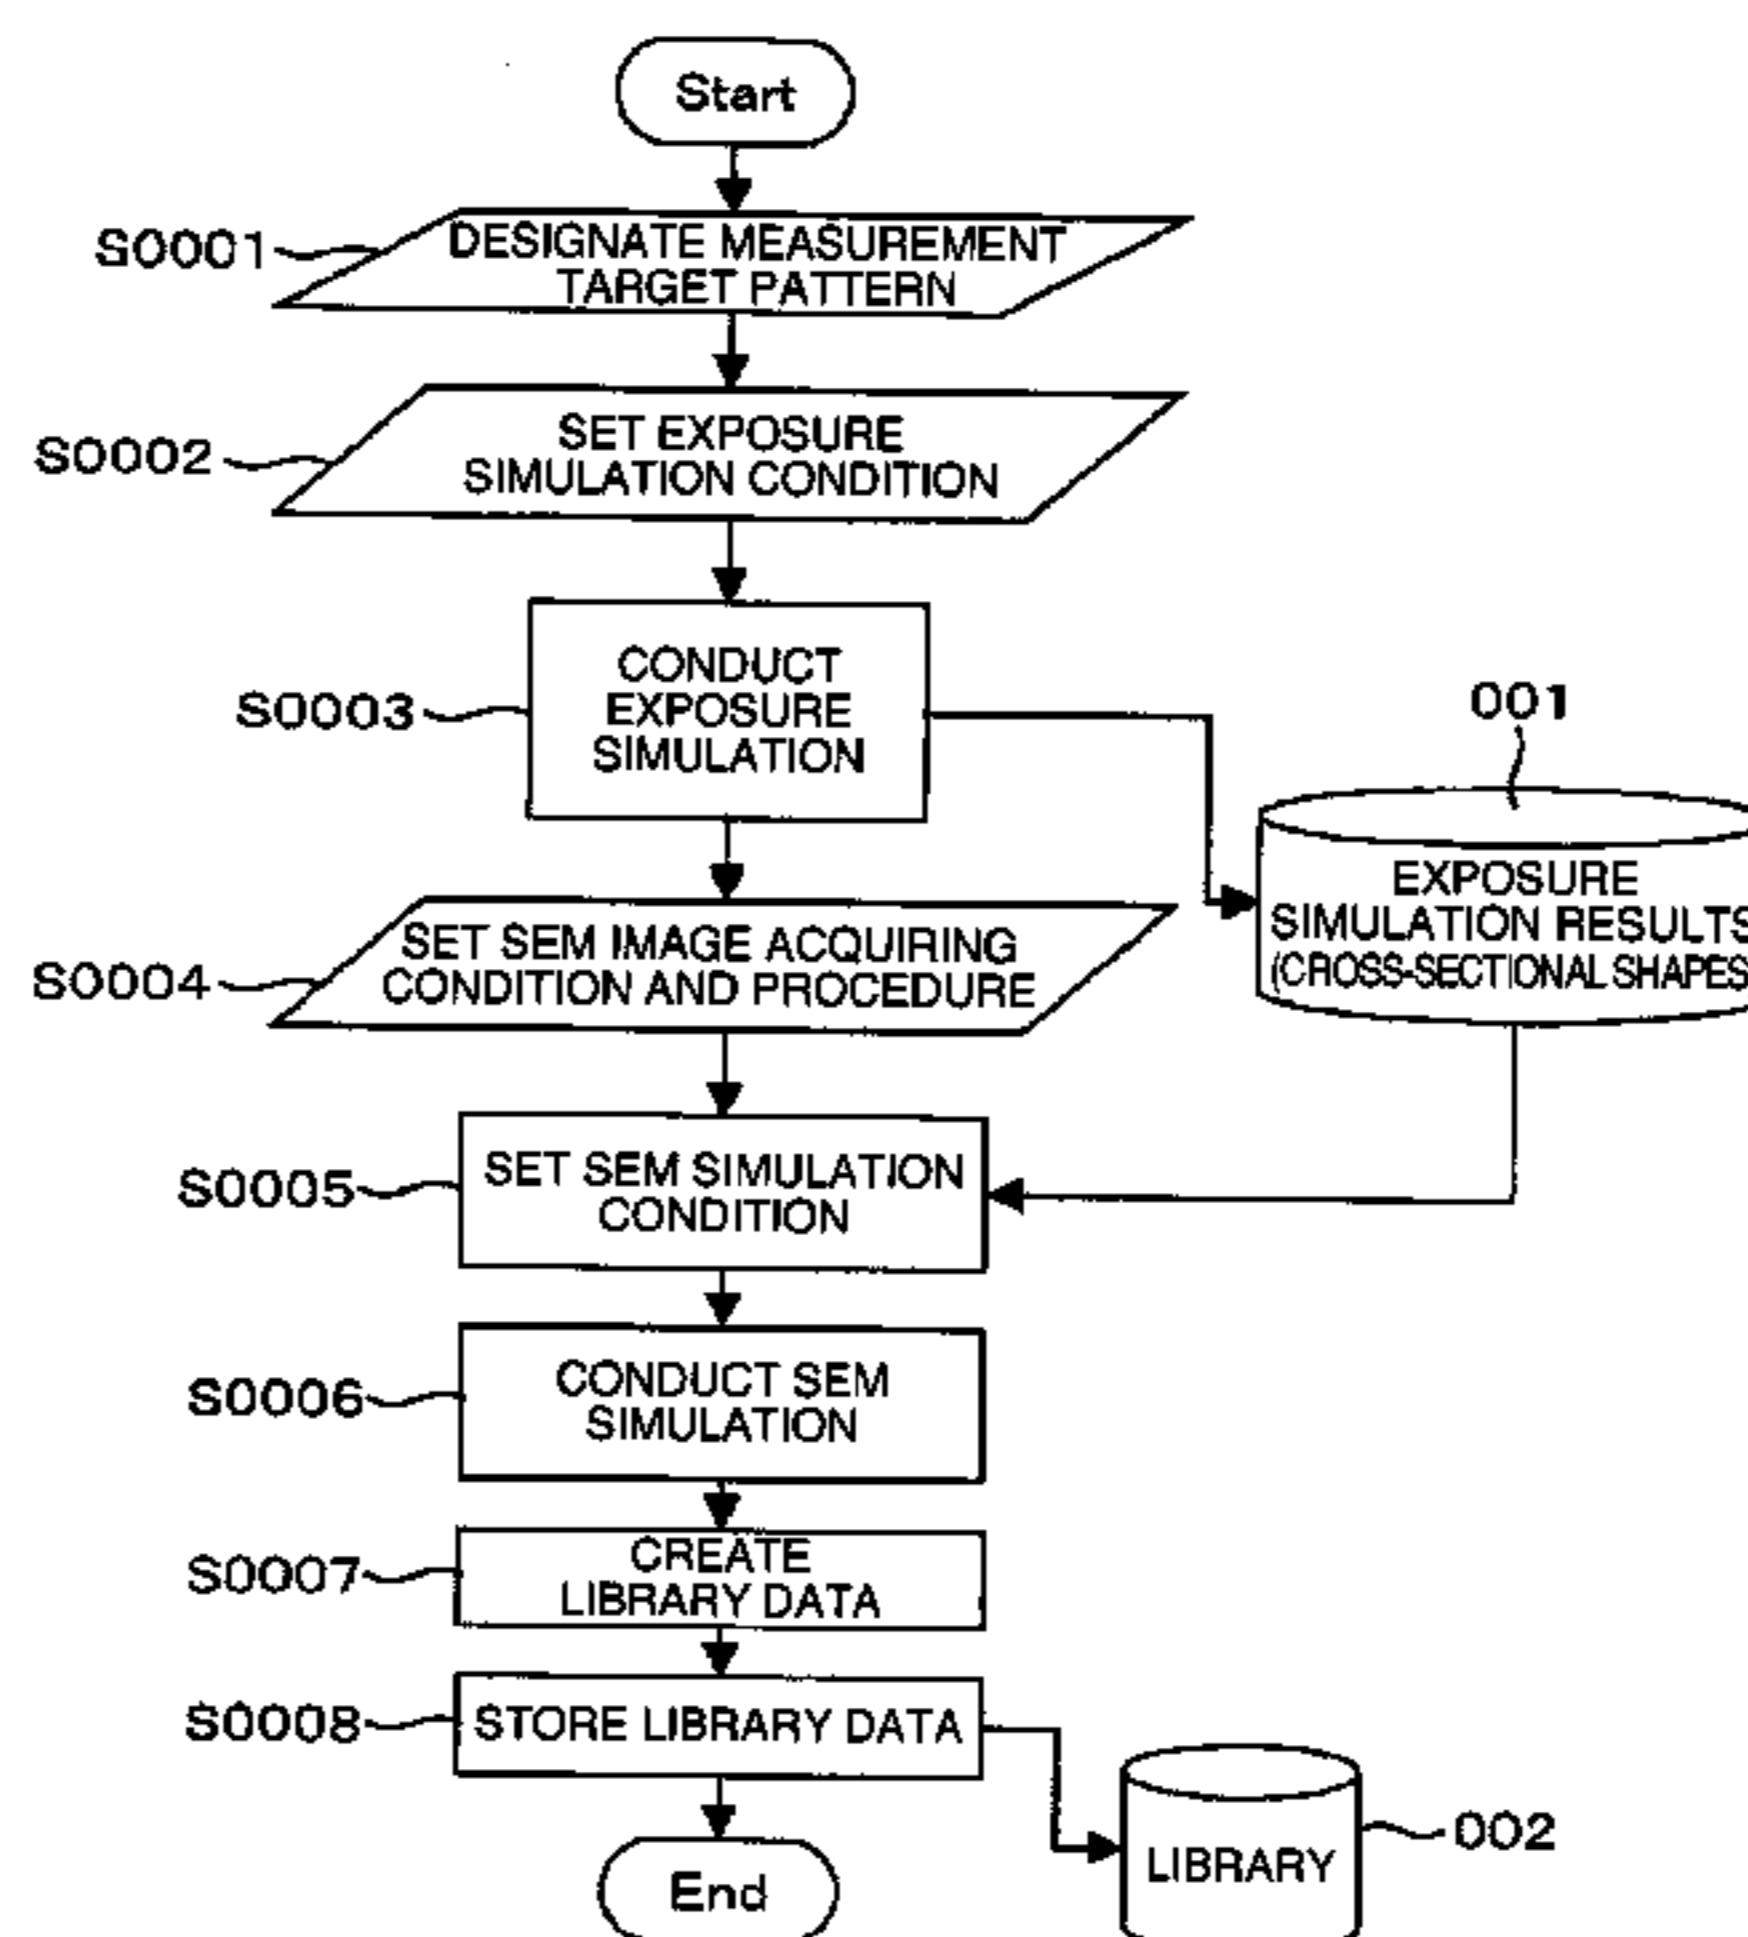 Start
S0001
DESIGNATE MEASUREMENT
TARGET PATTERN
S0002
SET EXPOSURE
SIMULATION CONDITION
S0003
CONDUCT
EXPOSURE
SIMULATION
001
EXPOSURE
SIMULATION RESULTS
(CROSS-SECTIONAL SHAPES
S0004
SET SEM IMAGE ACQUIRING
CONDITION AND PROCEDURE
S0005
SET SEM SIMULATION
CONDITION
S0006
CONDUCT SEM
SIMULATION
S0007
CREATE
LIBRARY DATA
S0008
STORE LIBRARY DATA
002
LIBRARY
End